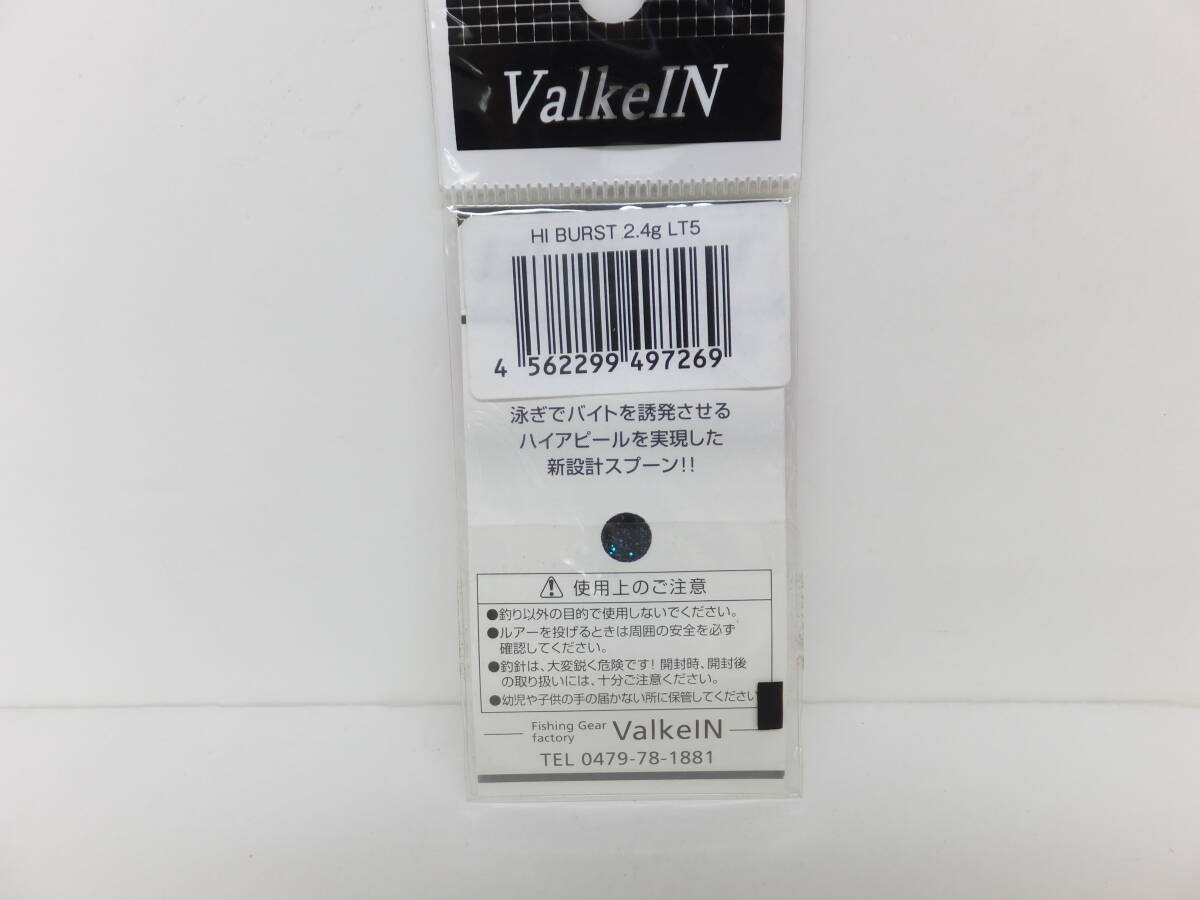 ValkeIN
HI BURST 2.4g LT5
4 562299 497269
泳ぎでバイトを誘発させる
ハイアピールを実現した
新設計スプーン!!
使用上のご注意
●釣り以外の目的で使用しないでください。
●ルアーを投げるときは周囲の安全を必ず
確認してください。
●釣針は、大変鋭く危険です！開封時、開封後
の取り扱いには、十分ご注意ください。
●幼児や子供の手の届かない所に保管してください
Fishing Gear
factory ValkeIN
TEL 0479-78-1881